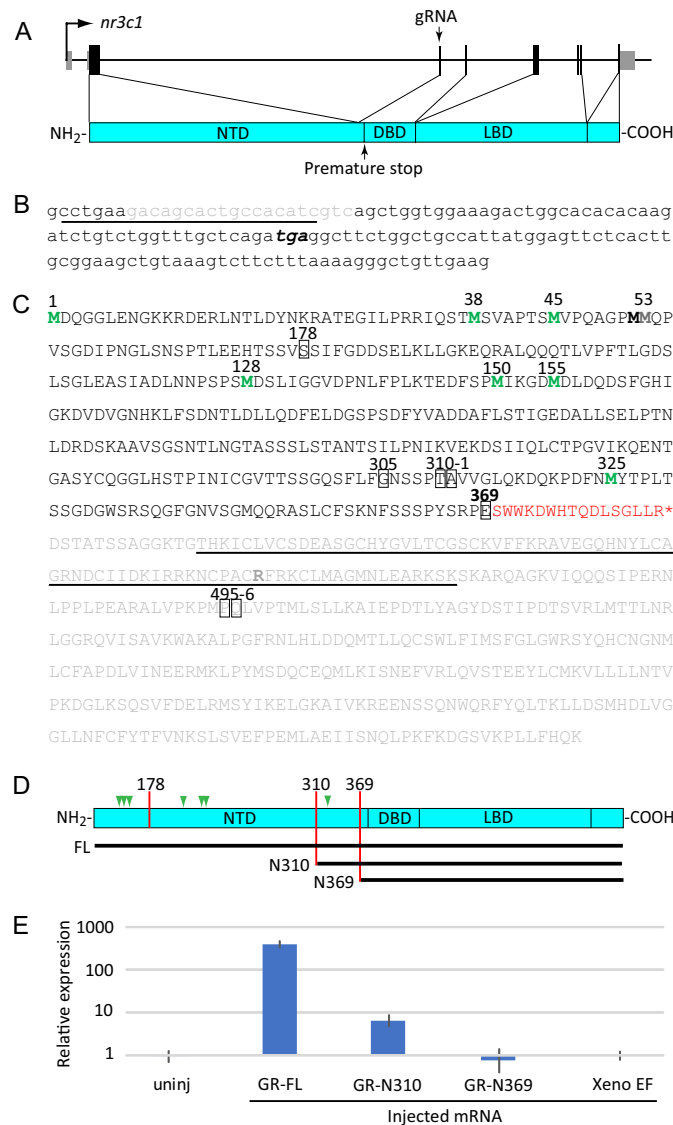 A
nr3c1
gRNA
NH2-
NTD
DBD
LBD
-COOH
Premature stop
B
gcctgaagacagcactgccacatcgtcagctggtggaaagactggcacacacaag
atctgtctggtttgctcagatgaggcttctggctgccattatggagttctcactt
gcggaagctgtaaagtcttctttaaaagggctgttgaag
C
1 38 45 53
MDQGGLENGKKRDERLNTLDYNKRATEGILPRRIQSTMSVAPTSMVPQAGPMMQP
178
VSGDIPNGLSNSPTLEEHTSSVSSIFGDDSELKLLGKEQRALQQQTLVPFTLGDS
128 150 155
LSGLEASIADLNNPSPSMDSLIGGVDPNLFPLKTEDFSPMIKGDMDLDQDSFGHI
GKDVDVGNHKLFSDNTLDLLQDFELDGSPSDFYVADDAFLSTIGEDALLSELPTN
LDRDSKAAVSGSNTLNGTASSSLSTANTSILPNIKVEKDSIIQLCTPGVIKQENT
305 310-1 325
GASYCQGGLHSTPINICGVTTSGQSFLFGNSSPTAVVGLQKDQKPDFNMYTPLT
369
SSGDGWSRSQGFGNVSGMQQRASLCFSKNFSSSPYSRPESWWKDWHTQDLSGLLR*
DSTATSSAGGKTGTHKICLVCSDEASGCHYGVLTCGSCKVFFKRAVEGQHNYLCA
GRNDCIIDKIRRKNCPACRFRKCLMAGMNLEARKSKSKARQAGKVIQQQSIPERN
495-6
LPPLPEARALVPKPMPQLVPTMLSLLKAIEPDTLYAGYDSTIPDTSVRLMTTLNR
LGGRQVISAVKWAKALPGFRNLHLDDQMTLLQCSWLFIMSFGLGWRSYQHCNGNM
LCFAPDLVINEERMKLPYMSDQCEQMLKISNEFVRLQVSTEEYLCMKVLLLLNTV
PKDGLKSQSVFDELRMSYIKELGKAIVKREENSSQNWQRFYQLTKLLDSMHDLVG
GLLNFCFYTFVNKSLSVEFPEMLAEIISNQLPKFKDGSVKPLLFHQK
D
178 310 369
NH2-
NTD
DBD
LBD
-COOH
FL
N310
N369
E
Relative expression
1000
100
10
1
uninj
GR-FL
GR-N310
GR-N369
Xeno EF
Injected mRNA